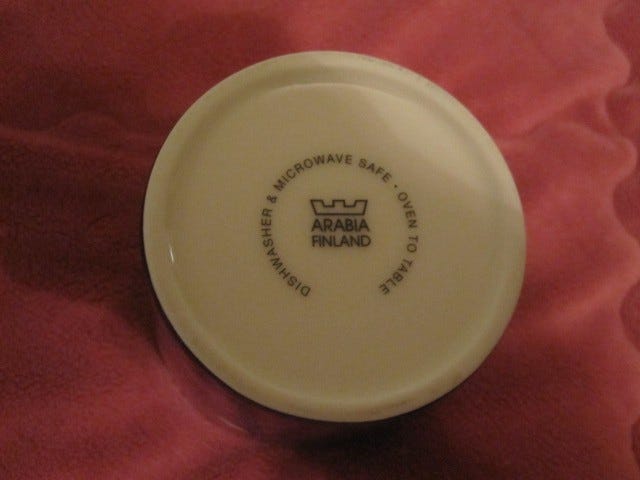 DISHWASHER & MICROWAVE SAFE · OVEN TO TABLE
ARABIA
FINLAND